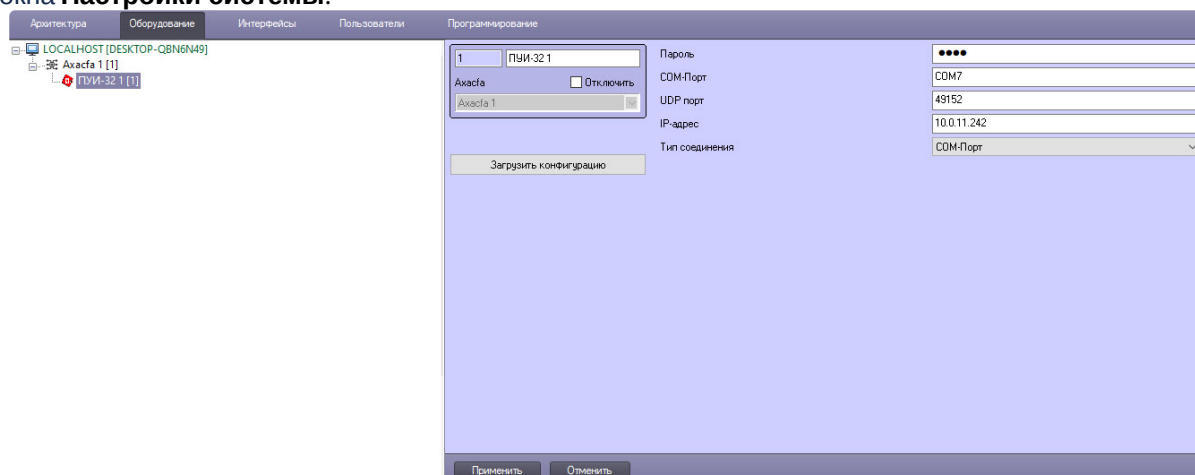 окна Настройки системы.
Архитектура Оборудование Интерфейсы Пользователи Программирование
LOCALHOST [DESKTOP-QBN6N49]
Axacfa 1 [1]
ПУИ-32 1 [1]
1 ПУИ-32 1
Axacfa Отключить
Axacfa 1
Загрузить конфигурацию
Пароль ●●●●
COM-Порт COM7
UDP порт 49152
IP-адрес 10.0.11.242
Тип соединения COM-Порт
Применить Отменить